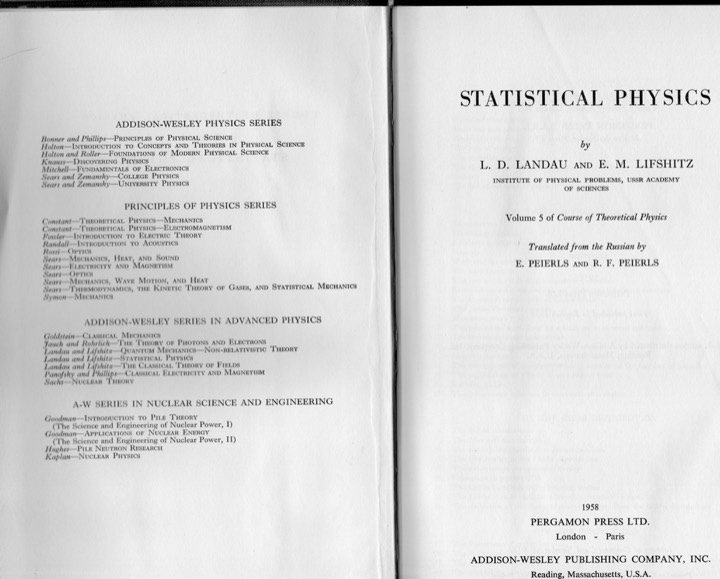 ADDISON-WESLEY PHYSICS SERIES
Bonner and Phillips—PRINCIPLES OF PHYSICAL SCIENCE
Holton—INTRODUCTION TO CONCEPTS AND THEORIES IN PHYSICAL SCIENCE
Holton and Roller—FOUNDATIONS OF MODERN PHYSICAL SCIENCE
Knauss—DISCOVERING PHYSICS
Mitchell—FUNDAMENTALS OF ELECTRONICS
Sears and Zemansky—COLLEGE PHYSICS
Sears and Zemansky—UNIVERSITY PHYSICS
PRINCIPLES OF PHYSICS SERIES
Constant—THEORETICAL PHYSICS—MECHANICS
Constant—THEORETICAL PHYSICS—ELECTROMAGNETISM
Fowler—INTRODUCTION TO ELECTRIC THEORY
Randall—INTRODUCTION TO ACOUSTICS
Rossi—OPTICS
Sears—MECHANICS, HEAT, AND SOUND
Sears—ELECTRICITY AND MAGNETISM
Sears—OPTICS
Sears—MECHANICS, WAVE MOTION, AND HEAT
Sears—THERMODYNAMICS, THE KINETIC THEORY OF GASES, AND STATISTICAL MECHANICS
Symon—MECHANICS
ADDISON-WESLEY SERIES IN ADVANCED PHYSICS
Goldstein—CLASSICAL MECHANICS
Jauch and Rohrlich—THE THEORY OF PHOTONS AND ELECTRONS
Landau and Lifshitz—QUANTUM MECHANICS—NON-RELATIVISTIC THEORY
Landau and Lifshitz—STATISTICAL PHYSICS
Landau and Lifshitz—THE CLASSICAL THEORY OF FIELDS
Panofsky and Phillips—CLASSICAL ELECTRICITY AND MAGNETISM
Sachs—NUCLEAR THEORY
A-W SERIES IN NUCLEAR SCIENCE AND ENGINEERING
Goodman—INTRODUCTION TO PILE THEORY
(The Science and Engineering of Nuclear Power, I)
Goodman—APPLICATIONS OF NUCLEAR ENERGY
(The Science and Engineering of Nuclear Power, II)
Hughes—PILE NEUTRON RESEARCH
Kaplan—NUCLEAR PHYSICS
STATISTICAL PHYSICS
by
L. D. LANDAU AND E. M. LIFSHITZ
INSTITUTE OF PHYSICAL PROBLEMS, USSR ACADEMY
OF SCIENCES
Volume 5 of Course of Theoretical Physics
Translated from the Russian by
E. PEIERLS AND R. F. PEIERLS
1958
PERGAMON PRESS LTD.
London - Paris
ADDISON-WESLEY PUBLISHING COMPANY, INC.
Reading, Massachusetts, U.S.A.